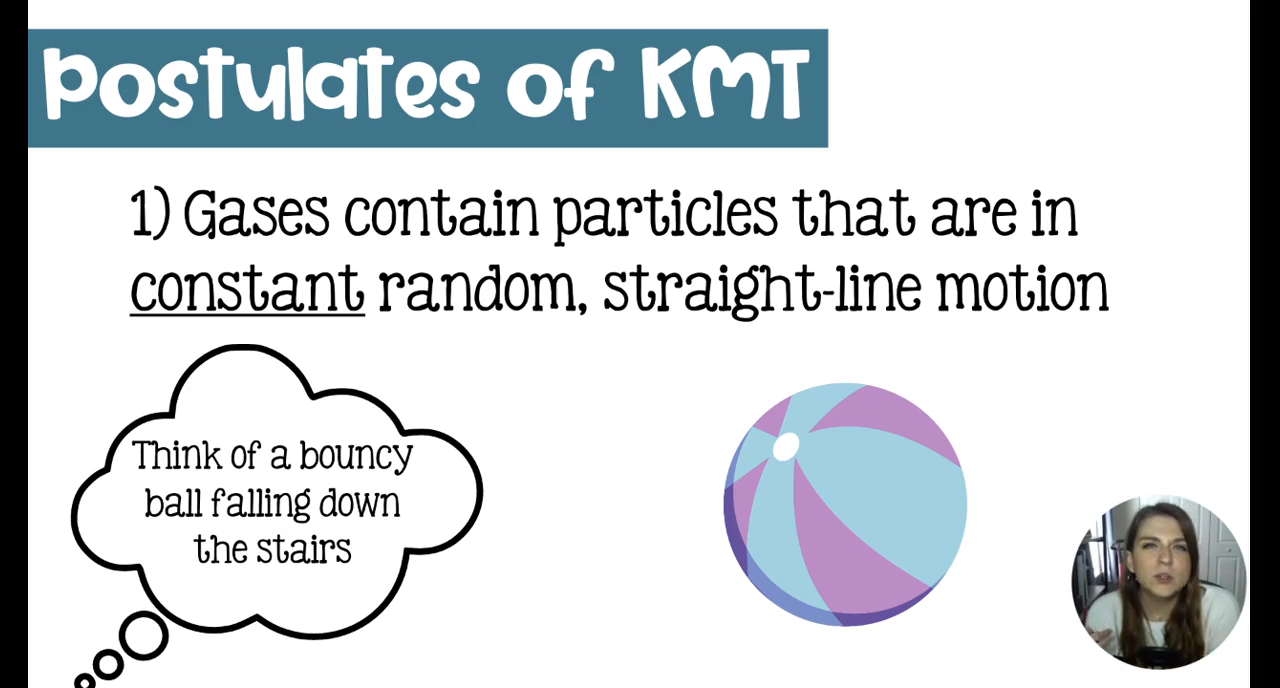 Postulates of KMT
1) Gases contain particles that are in
constant random, straight-line motion
Think of a bouncy
ball falling down
the stairs